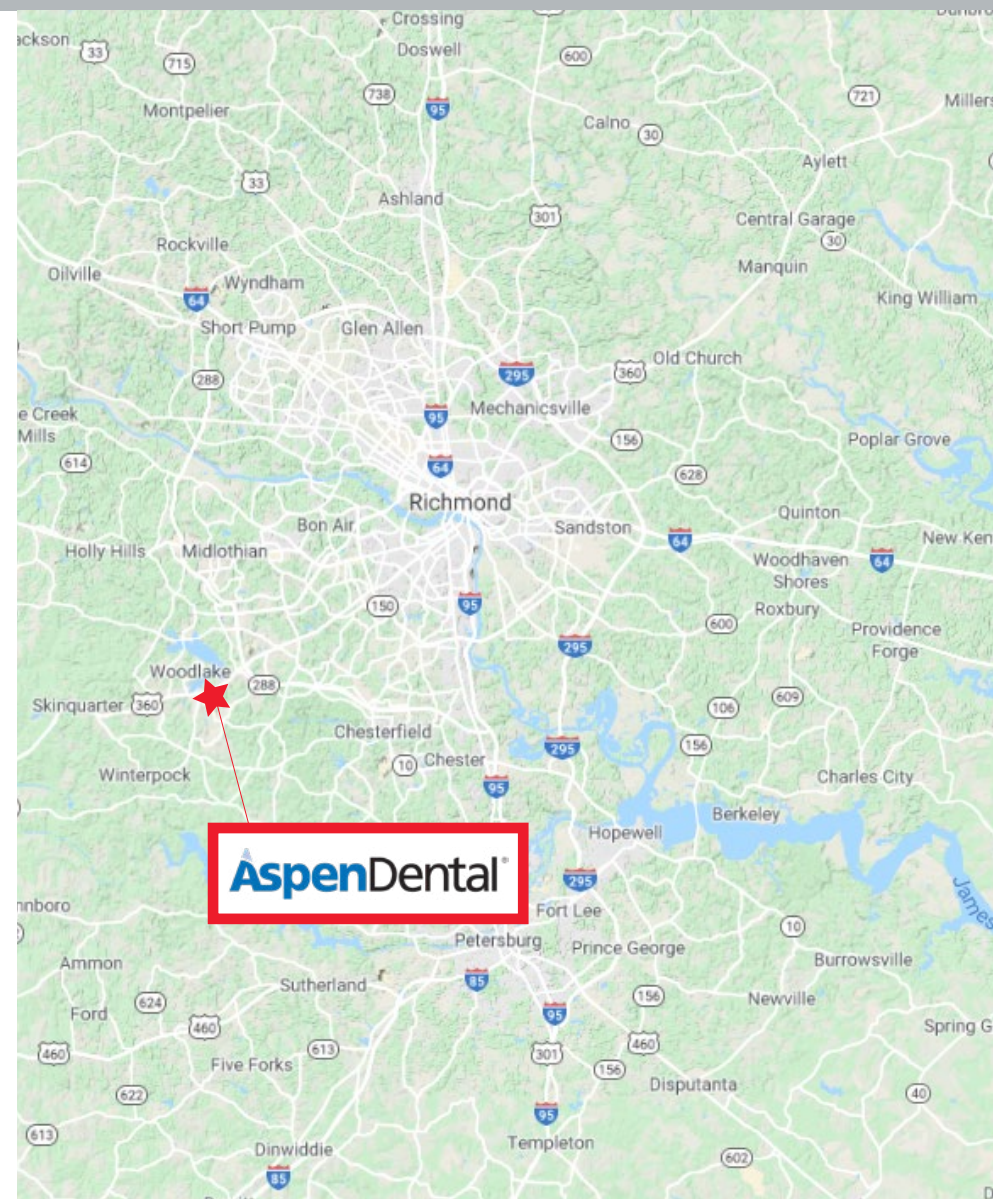 Crossing
Dunbro
ackson
33
Doswell
600
715
738
721
Montpelier
95
Millers
Calno
30
Aylett
33
Ashland
301
Central Garage
30
Rockville
Oilville
Wyndham
64
Manquin
King William
Short Pump
Glen Allen
Old Church
288
295
360
e Creek
Mills
95
Mechanicsville
156
Poplar Grove
614
64
628
Richmond
Quinton
Bon Air
Sandston
64
New Ken
Holly Hills
Midlothian
Woodhaven
Shores
64
150
95
Roxbury
600
Providence
Forge
295
Woodlake
288
Skinquarter
360
609
106
Chesterfield
295
156
10
Chester
Winterpock
95
Charles City
Berkeley
Hopewell
AspenDental®
295
James
nnboro
Fort Lee
10
Petersburg
Prince George
Ammon
Burrowsville
Sutherland
85
624
156
Newville
Ford
460
95
Spring G
460
613
301
460
Five Forks
156
Disputanta
622
40
95
613
Dinwiddie
Templeton
602
85
D